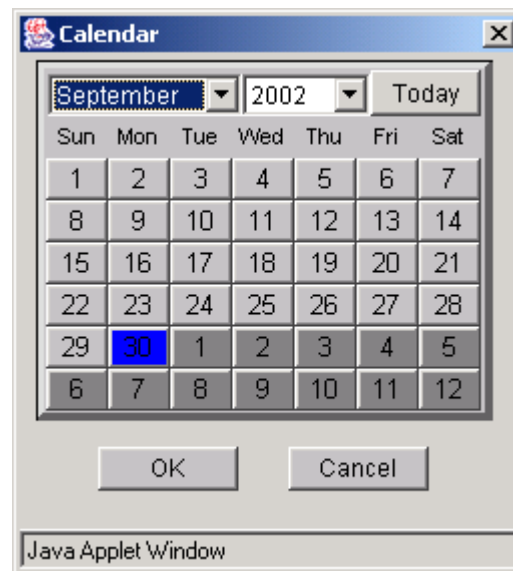 Calendar
September 2002 Today
Sun Mon Tue Wed Thu Fri Sat
1 2 3 4 5 6 7
8 9 10 11 12 13 14
15 16 17 18 19 20 21
22 23 24 25 26 27 28
29 30 1 2 3 4 5
6 7 8 9 10 11 12
OK Cancel
Java Applet Window